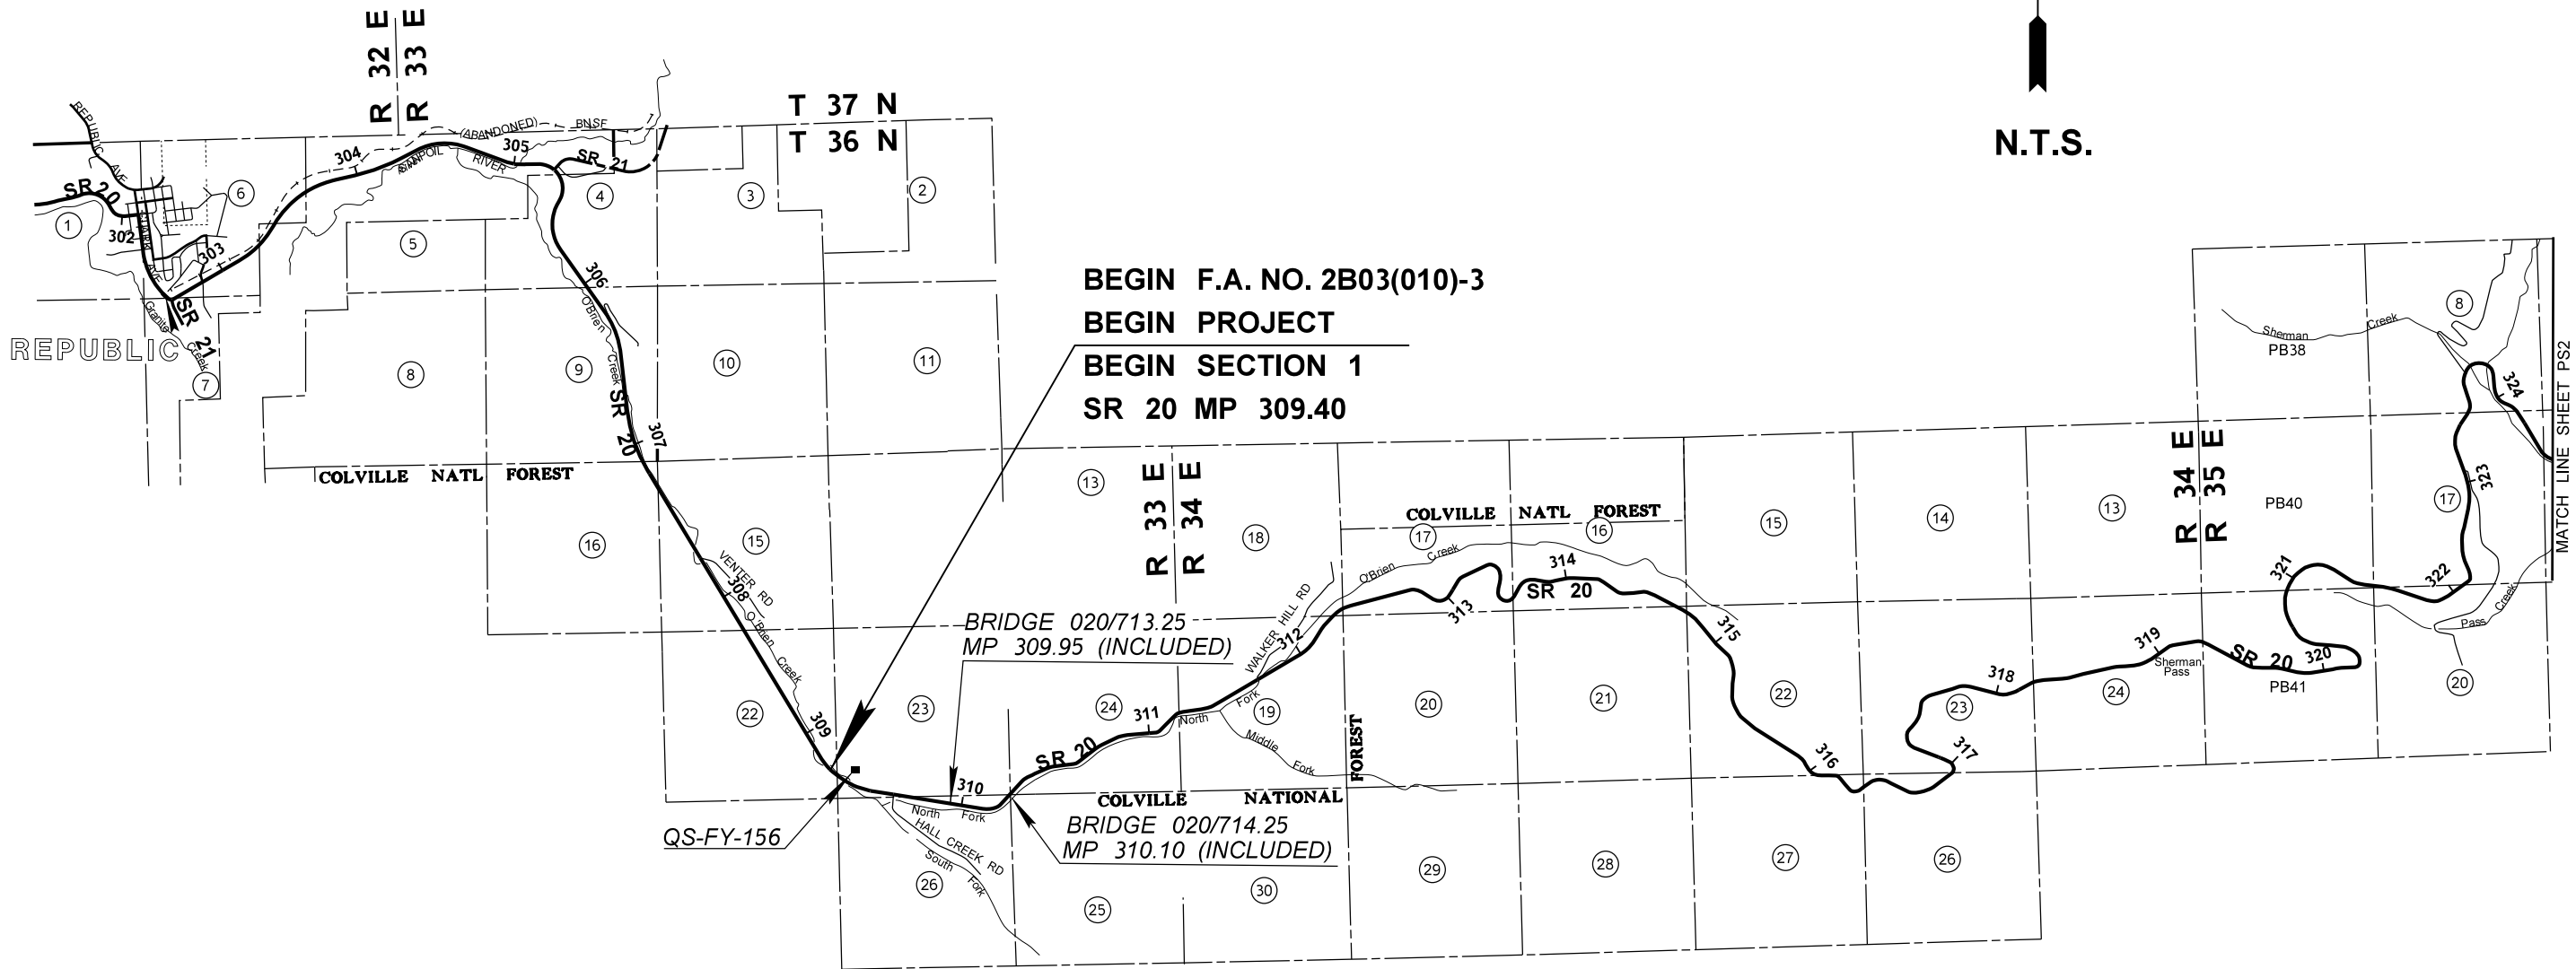 R 32 E
R 33 E
T 37 N
T 36 N
N.T.S.
REPUBLIC AVE
(ABANDONED) BNSF
SANPOIL RIVER
304
305
SR 21
SR 20
1
6
302
CLARK AVE
303
5
4
3
2
SR 21
Granite Creek
REPUBLIC
7
8
9
10
11
306
O'Brien Creek
SR 20
307
BEGIN F.A. NO. 2B03(010)-3
BEGIN PROJECT
BEGIN SECTION 1
SR 20 MP 309.40
COLVILLE NATL FOREST
16
15
VENTER RD
308
O'Brien Creek
22
309
23
BRIDGE 020/713.25
MP 309.95 (INCLUDED)
QS-FY-156
310
North Fork
HALL CREEK RD
South Fork
26
13
R 33 E
R 34 E
18
24
311
SR 20
North Fork
19
Middle Fork
WALKER HILL RD
312
O'Brien Creek
COLVILLE NATIONAL FOREST
BRIDGE 020/714.25
MP 310.10 (INCLUDED)
25
30
COLVILLE NATL FOREST
17
16
15
14
13
313
314
SR 20
315
20
21
22
316
317
23
318
24
319
Sherman Pass
29
28
27
26
R 34 E
R 35 E
SR 20
320
PB41
321
322
PB40
17
323
Pass Creek
20
Sherman Creek
PB38
8
324
MATCH LINE SHEET PS2